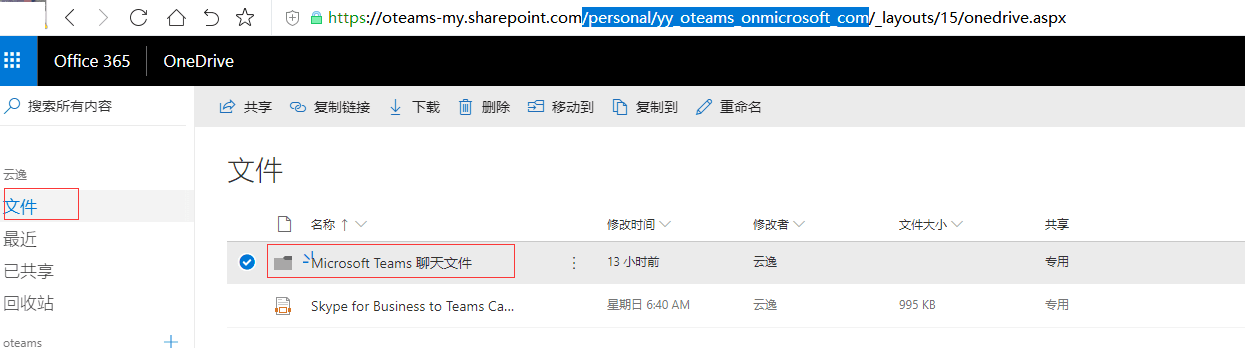 https://oteams-my.sharepoint.com/personal/yy_oteams_onmicrosoft_com/_layouts/15/onedrive.aspx
Office 365 OneDrive
搜索所有内容 共享 复制链接 下载 删除 移动到 复制到 重命名
文件
云逸
文件
最近
已共享
回收站
oteams
名称 修改时间 修改者 文件大小 共享
Microsoft Teams 聊天文件 13 小时前 云逸 专用
Skype for Business to Teams Ca... 星期日 6:40 AM 云逸 995 KB 专用